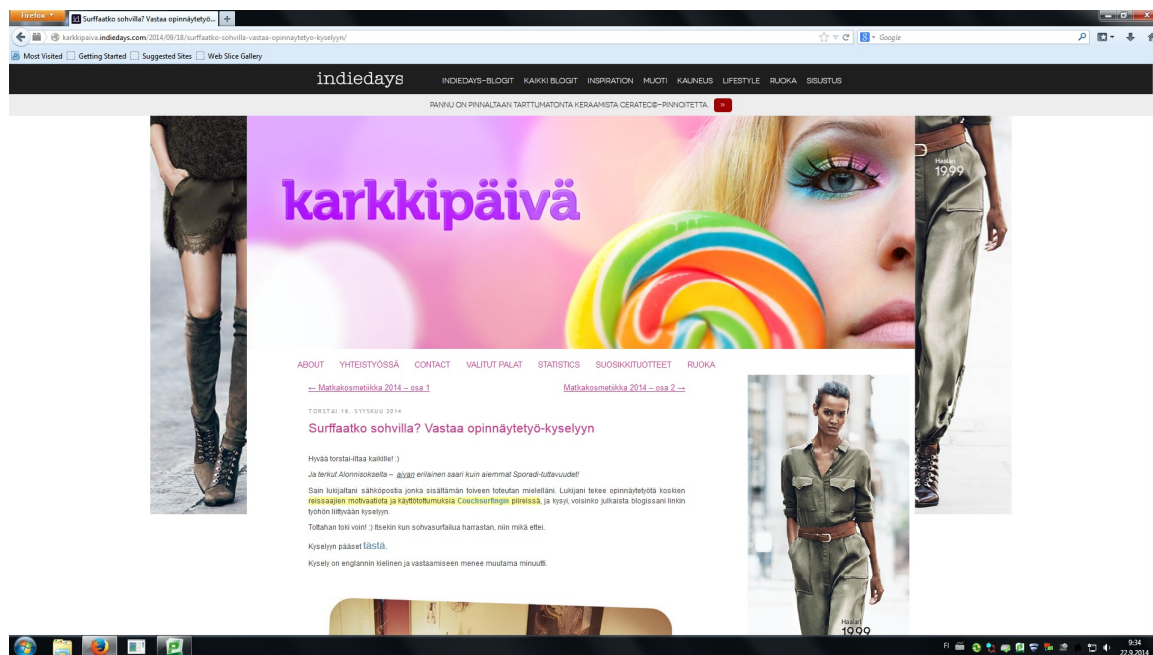 Firefox
Surffaatko sohvilla? Vastaa opinnäytetyö...
karkkipaiva.indiedays.com/2014/09/18/surffaatko-sohvilla-vastaa-opinnaytetyo-kyselyyn/
Google
Most Visited Getting Started Suggested Sites Web Slice Gallery
indiedays INDIEDAYS-BLOGIT KAIKKI BLOGIT INSPIRATION MUOTI KAUNEUS LIFESTYLE RUOKA SISUSTUS
PANNU ON PINNALTAAN TARTTUMATONTA KERAAMISTA CERATEC©-PINNOITETTA. »
Haalari
19,99
karkkipäivä
ABOUT YHTEISTYÖSSÄ CONTACT VALITUT PALAT STATISTICS SUOSIKKITUOTTEET RUOKA
← Matkakosmetiikka 2014 – osa 1 Matkakosmetiikka 2014 – osa 2 →
TORSTAI 18. SYYSKUU 2014
Surffaatko sohvilla? Vastaa opinnäytetyö-kyselyyn
Hyvää torstai-iltaa kaikille! :)
Ja terkut Alonnisokselta – aivan erilainen saari kuin aiemmat Sporadi-tuttavuudet!
Sain lukijaltani sähköpostia jonka sisältämän toiveen toteutan mielelläni. Lukijani tekee opinnäytetyötä koskien
reissaajien motivaatiota ja käyttötottumuksia Couchsurfingin piireissä, ja kysyi, voisinko julkaista blogissani linkin
työhön liittyvään kyselyyn.
Tottahan toki voin! :) Itsekin kun sohvasurfailua harrastan, niin mikä ettei.
Kyselyyn pääset tästä.
Kysely on englannin kielinen ja vastaamiseen menee muutama minuutti.
Haalari
19,99
FI 9:34
22.9.2014